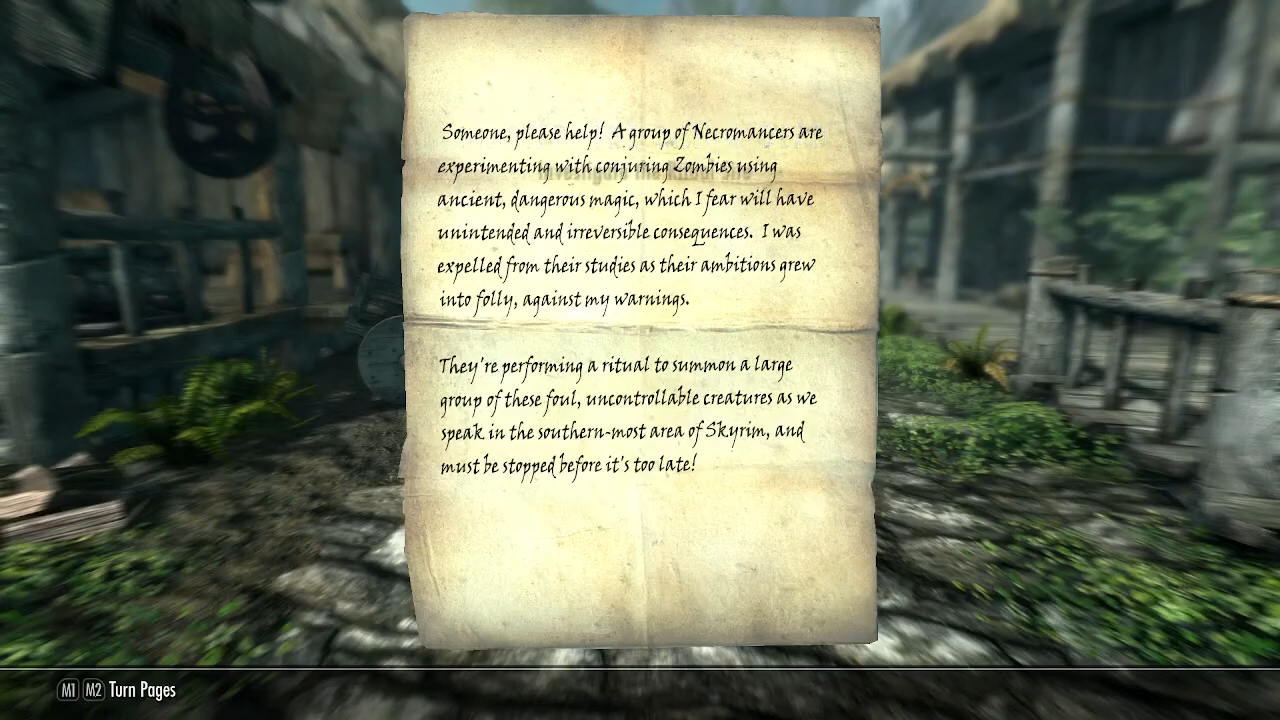 Someone, please help! A group of Necromancers are
experimenting with conjuring Zombies using
ancient, dangerous magic, which I fear will have
unintended and irreversible consequences. I was
expelled from their studies as their ambitions grew
into folly, against my warnings.
They're performing a ritual to summon a large
group of these foul, uncontrollable creatures as we
speak in the southern-most area of Skyrim, and
must be stopped before it's too late!
M1 M2 Turn Pages